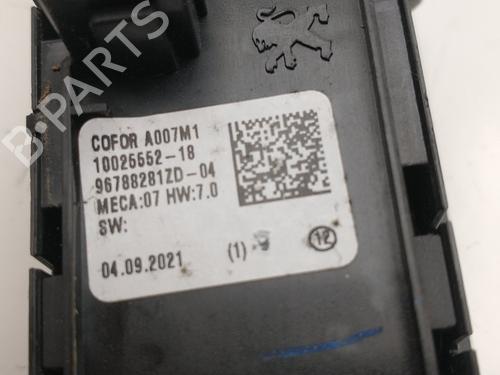 B-PARTS
COFOR A007M1
10025552-18
96788281ZD-04
MECA:07 HW:7.0
SW:
04.09.2021 (1) 12